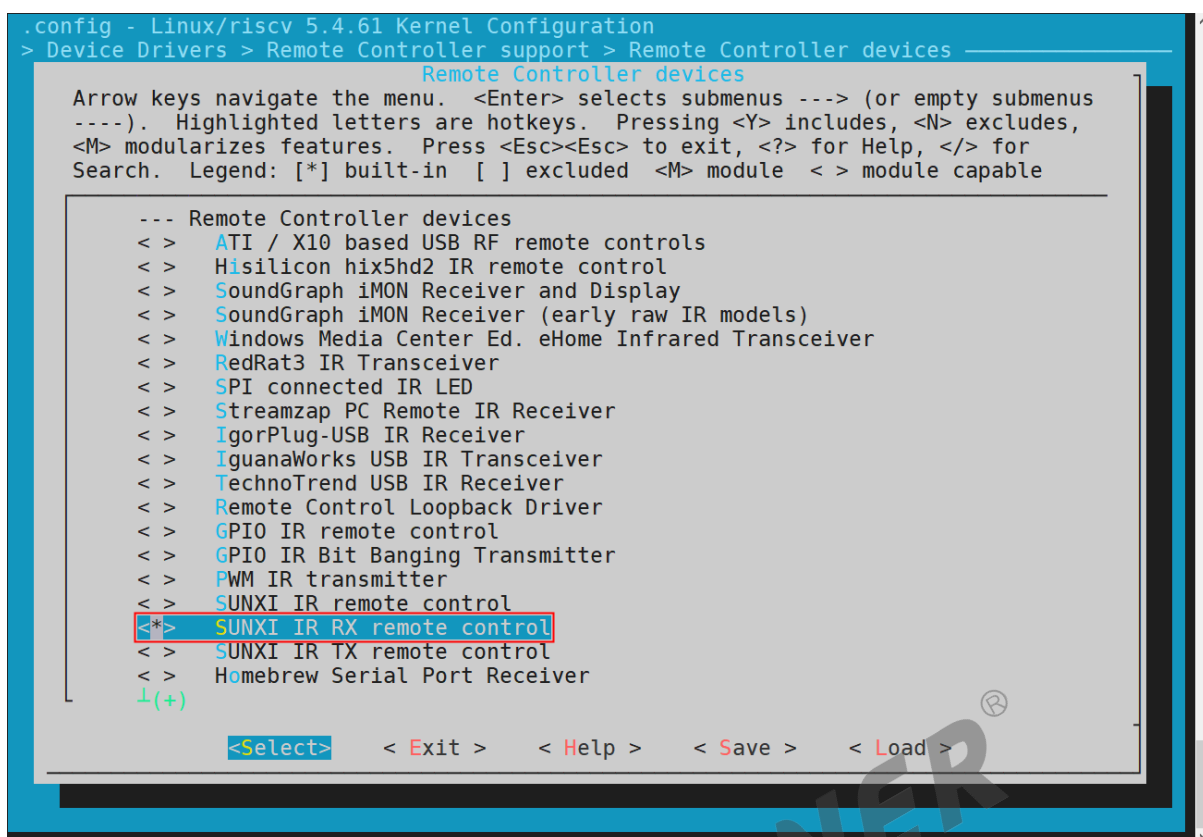 .config - Linux/riscv 5.4.61 Kernel Configuration
> Device Drivers > Remote Controller support > Remote Controller devices
Remote Controller devices
Arrow keys navigate the menu. <Enter> selects submenus ---> (or empty submenus
----). Highlighted letters are hotkeys. Pressing <Y> includes, <N> excludes,
<M> modularizes features. Press <Esc><Esc> to exit, <?> for Help, </> for
Search. Legend: [*] built-in [ ] excluded <M> module < > module capable
--- Remote Controller devices
< > ATI / X10 based USB RF remote controls
< > Hisilicon hix5hd2 IR remote control
< > SoundGraph iMON Receiver and Display
< > SoundGraph iMON Receiver (early raw IR models)
< > Windows Media Center Ed. eHome Infrared Transceiver
< > RedRat3 IR Transceiver
< > SPI connected IR LED
< > Streamzap PC Remote IR Receiver
< > IgorPlug-USB IR Receiver
< > IguanaWorks USB IR Transceiver
< > TechnoTrend USB IR Receiver
< > Remote Control Loopback Driver
< > GPIO IR remote control
< > GPIO IR Bit Banging Transmitter
< > PWM IR transmitter
< > SUNXI IR remote control
<*> SUNXI IR RX remote control
< > SUNXI IR TX remote control
< > Homebrew Serial Port Receiver
┴(+)
<Select> < Exit > < Help > < Save > < Load >
NER®